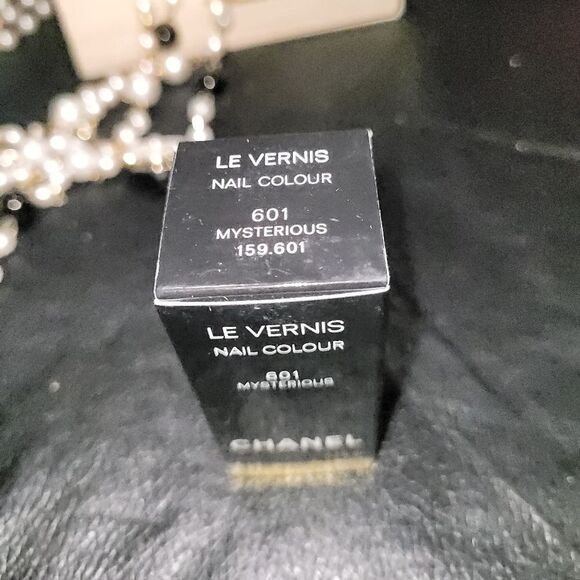 LE VERNIS
NAIL COLOUR
601
MYSTERIOUS
159.601
LE VERNIS
NAIL COLOUR
601
MYSTERIOUS
CHANEL